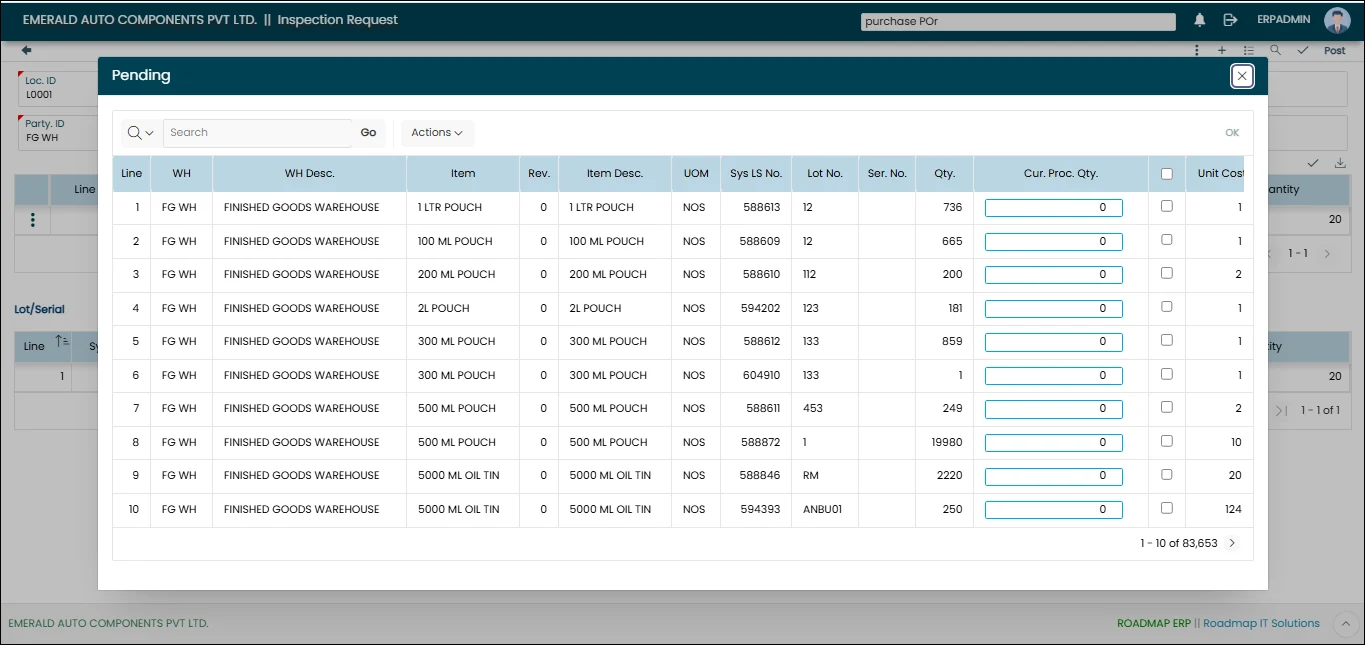 EMERALD AUTO COMPONENTS PVT LTD. || Inspection Request purchase POr ERPADMIN
Post
Loc. ID
L0001
Party. ID
FG WH
Pending
Search Go Actions OK
Line WH WH Desc. Item Rev. Item Desc. UOM Sys LS No. Lot No. Ser. No. Qty. Cur. Proc. Qty. Unit Cost
1 FG WH FINISHED GOODS WAREHOUSE 1 LTR POUCH 0 1 LTR POUCH NOS 588613 12 736 0 1
2 FG WH FINISHED GOODS WAREHOUSE 100 ML POUCH 0 100 ML POUCH NOS 588609 12 665 0 1
3 FG WH FINISHED GOODS WAREHOUSE 200 ML POUCH 0 200 ML POUCH NOS 588610 112 200 0 2
4 FG WH FINISHED GOODS WAREHOUSE 2L POUCH 0 2L POUCH NOS 594202 123 181 0 1
5 FG WH FINISHED GOODS WAREHOUSE 300 ML POUCH 0 300 ML POUCH NOS 588612 133 859 0 1
6 FG WH FINISHED GOODS WAREHOUSE 300 ML POUCH 0 300 ML POUCH NOS 604910 133 1 0 1
7 FG WH FINISHED GOODS WAREHOUSE 500 ML POUCH 0 500 ML POUCH NOS 588611 453 249 0 2
8 FG WH FINISHED GOODS WAREHOUSE 500 ML POUCH 0 500 ML POUCH NOS 588872 1 19980 0 10
9 FG WH FINISHED GOODS WAREHOUSE 5000 ML OIL TIN 0 5000 ML OIL TIN NOS 588846 RM 2220 0 20
10 FG WH FINISHED GOODS WAREHOUSE 5000 ML OIL TIN 0 5000 ML OIL TIN NOS 594393 ANBU01 250 0 124
1 - 10 of 83,653
Line antity
20
1 - 1
Lot/Serial
Line Sy ity
1 20
1 - 1 of 1
EMERALD AUTO COMPONENTS PVT LTD. ROADMAP ERP || Roadmap IT Solutions